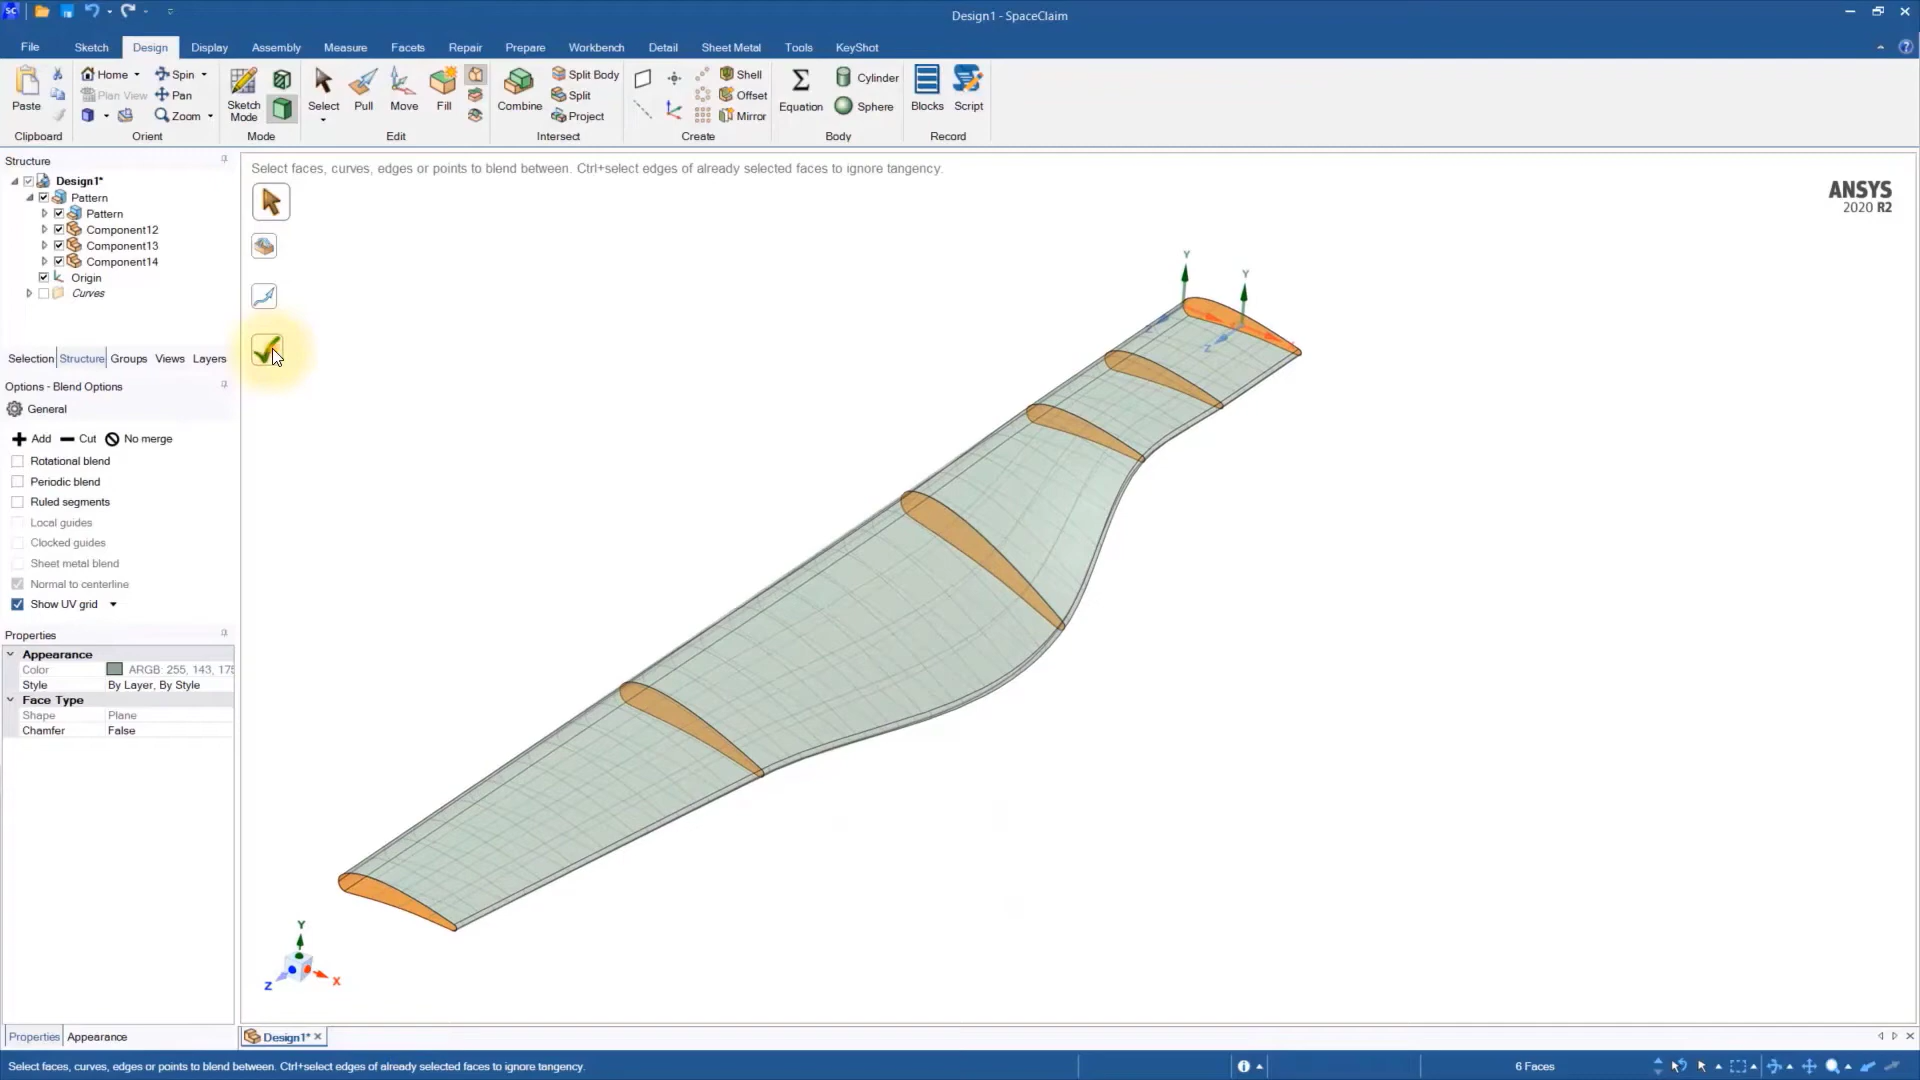 SC
Design1 - SpaceClaim
File Sketch Design Display Assembly Measure Facets Repair Prepare Workbench Detail Sheet Metal Tools KeyShot
Paste
Home Spin
Plan View Pan
Zoom
Sketch Mode
Select Pull Move Fill
Combine
Split Body
Split
Project
Shell
Offset
Mirror
Equation
Cylinder
Sphere
Blocks Script
Clipboard Orient Mode Edit Intersect Create Body Record
Structure
Design1*
Pattern
Pattern
Component12
Component13
Component14
Origin
Curves
Selection Structure Groups Views Layers
Options - Blend Options
General
Add Cut No merge
Rotational blend
Periodic blend
Ruled segments
Local guides
Clocked guides
Sheet metal blend
Normal to centerline
Show UV grid
Properties
Appearance
Color ARGB: 255, 143, 175
Style By Layer, By Style
Face Type
Shape Plane
Chamfer False
Properties Appearance
Select faces, curves, edges or points to blend between. Ctrl+select edges of already selected faces to ignore tangency.
ANSYS
2020 R2
Y
Y
Z
Z
Y
X
Z
Design1*
Select faces, curves, edges or points to blend between. Ctrl+select edges of already selected faces to ignore tangency.
6 Faces